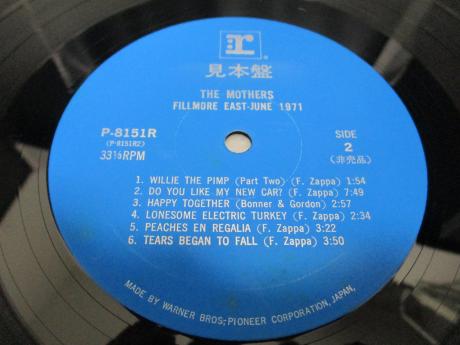 r®
見本盤
THE MOTHERS
FILLMORE EAST-JUNE 1971
P-8151R
(P-8151R2)
33⅓RPM
SIDE
2
(非売品)
1. WILLIE THE PIMP (Part Two) (F. Zappa) 1:54
2. DO YOU LIKE MY NEW CAR? (F. Zappa) 7:49
3. HAPPY TOGETHER (Bonner & Gordon) 2:57
4. LONESOME ELECTRIC TURKEY (F. Zappa) 2:34
5. PEACHES EN REGALIA (F. Zappa) 3:22
6. TEARS BEGAN TO FALL (F. Zappa) 3:50
MADE BY WARNER BROS;-PIONEER CORPORATION, JAPAN,